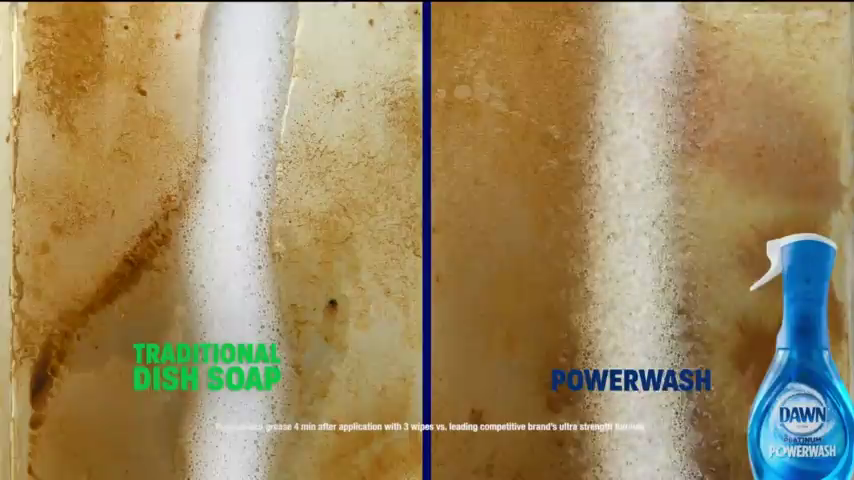 TRADITIONAL
DISH SOAP
POWERWASH
grease 4 min after application with 3 wipes vs. leading competitive brand's ultra strength
DAWN
PLATINUM
POWERWASH